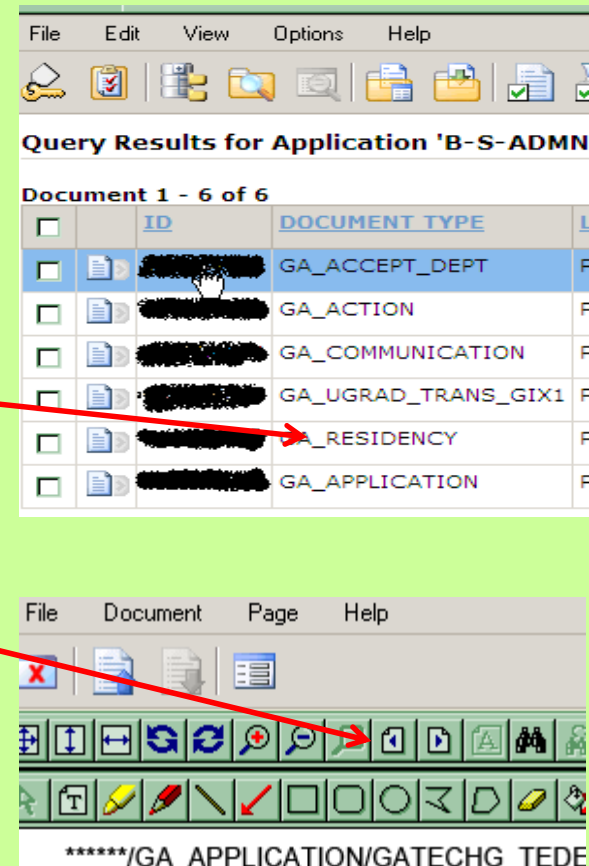 File Edit View Options Help
Query Results for Application 'B-S-ADMN
Document 1 - 6 of 6
ID DOCUMENT TYPE L
GA_ACCEPT_DEPT F
GA_ACTION F
GA_COMMUNICATION F
GA_UGRAD_TRANS_GIX1 F
GA_RESIDENCY F
GA_APPLICATION F
File Document Page Help
******/GA_APPLICATION/GATECHG_TEDE